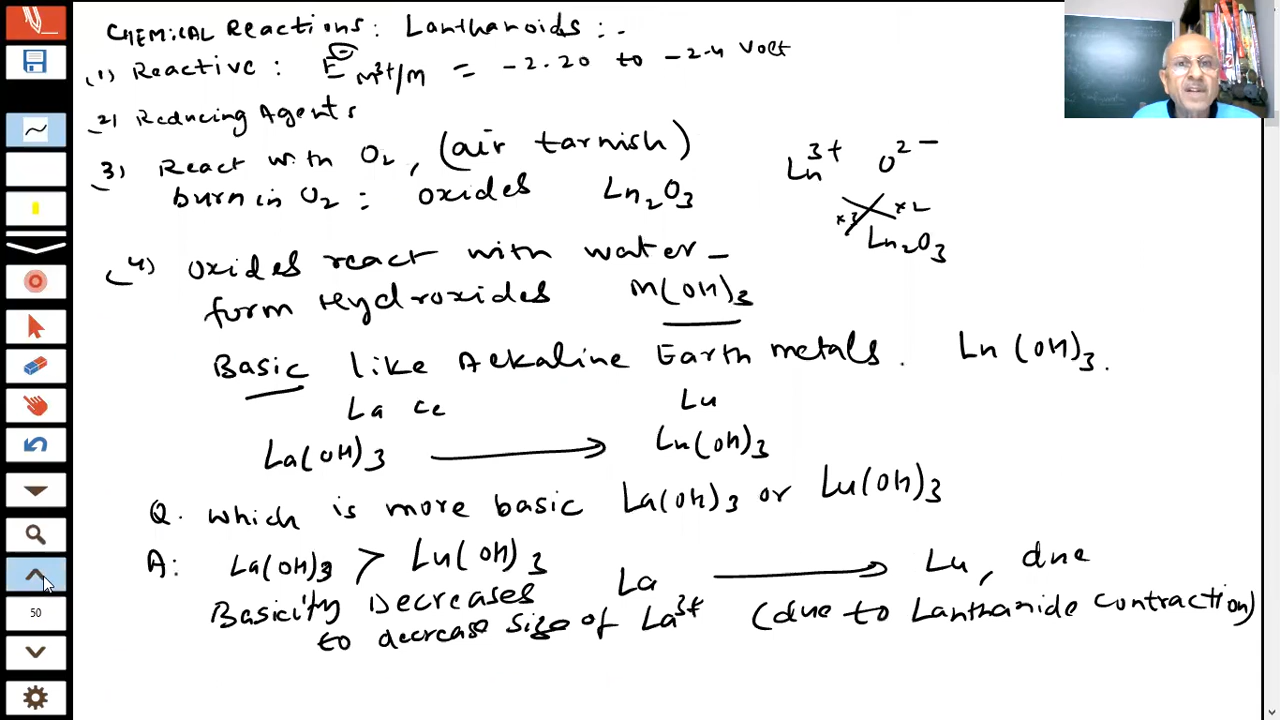 CHEMICAL Reactions: Lanthanoids :-
(1) Reactive : E⊖ M3+/M = -2.20 to -2.4 Volt
(2) Reducing Agents
(3) React with O2, (air tarnish)
burn in O2 : oxides Ln2O3
Ln3+ O2-
x3 x2
Ln2O3
(4) Oxides react with water -
form Hydroxides M(OH)3
Basic like Alkaline Earth metals. Ln(OH)3.
La Ce Lu
La(OH)3 → Lu(OH)3
Q. Which is more basic La(OH)3 or Lu(OH)3
A: La(OH)3 > Lu(OH)3
Basicity Decreases La → Lu, due
to decrease size of La3+ (due to Lanthanide contraction)
50